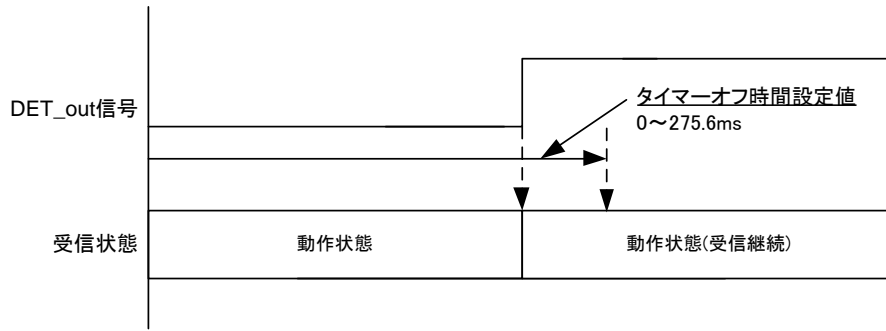 DET_out信号
タイマーオフ時間設定値
0～275.6ms
受信状態
動作状態
動作状態(受信継続)